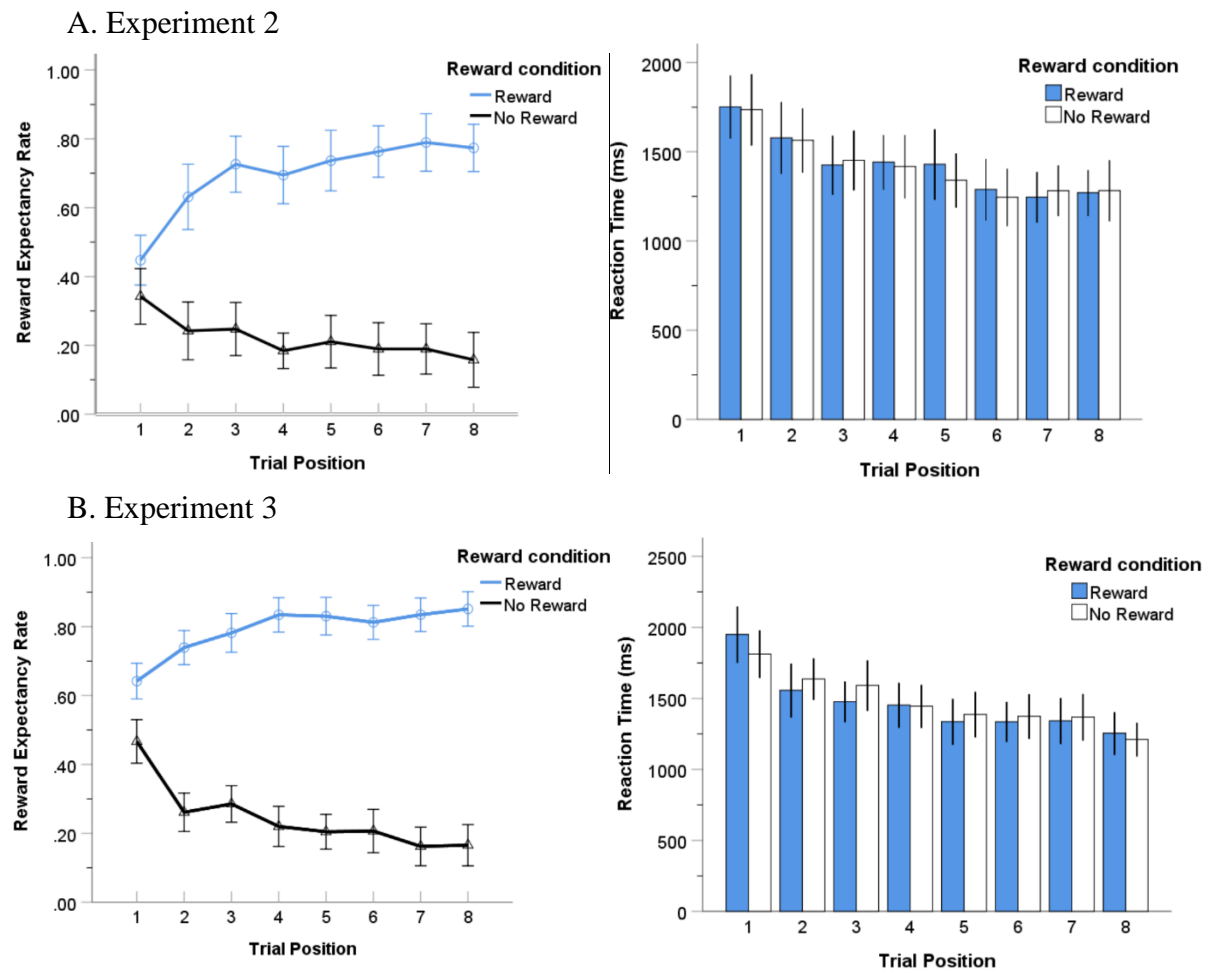 A. Experiment 2
Reward Expectancy Rate
1.00
.80
.60
.40
.20
.00
Reward condition
Reward
No Reward
1 2 3 4 5 6 7 8
Trial Position
Reaction Time (ms)
2000
1500
1000
500
0
Reward condition
Reward
No Reward
1 2 3 4 5 6 7 8
Trial Position
B. Experiment 3
Reward Expectancy Rate
1.00
.80
.60
.40
.20
.00
Reward condition
Reward
No Reward
1 2 3 4 5 6 7 8
Trial Position
Reaction Time (ms)
2500
2000
1500
1000
500
0
Reward condition
Reward
No Reward
1 2 3 4 5 6 7 8
Trial Position